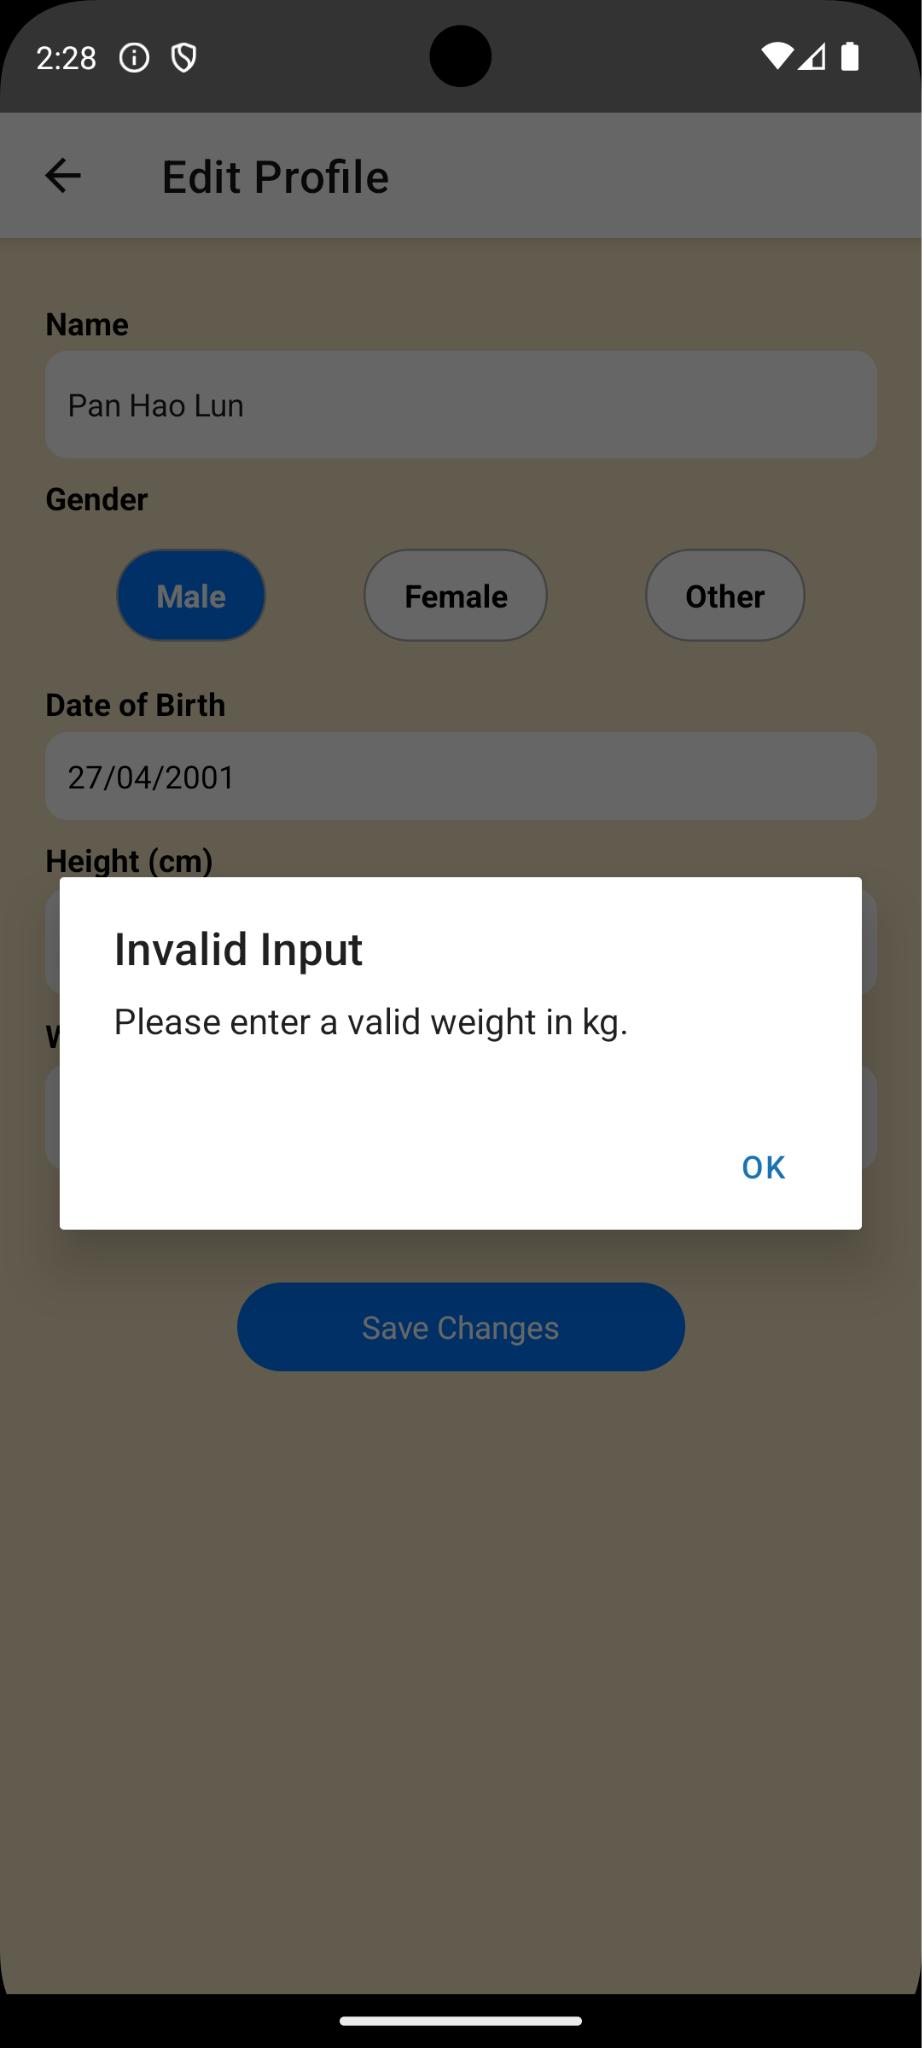 2:28
Edit Profile
Name
Pan Hao Lun
Gender
Male Female Other
Date of Birth
27/04/2001
Height (cm)
Invalid Input
Please enter a valid weight in kg.
OK
Save Changes